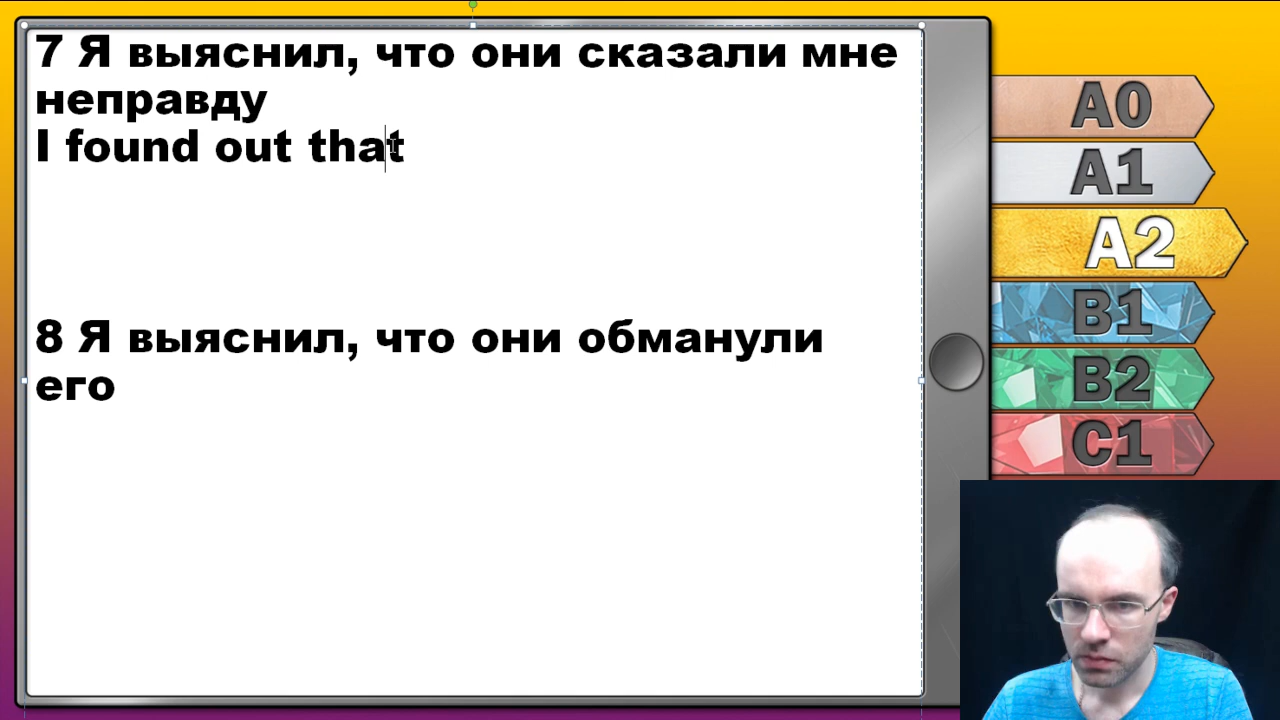 7 Я выяснил, что они сказали мне
неправду
I found out that
8 Я выяснил, что они обманули
его
A0
A1
A2
B1
B2
C1